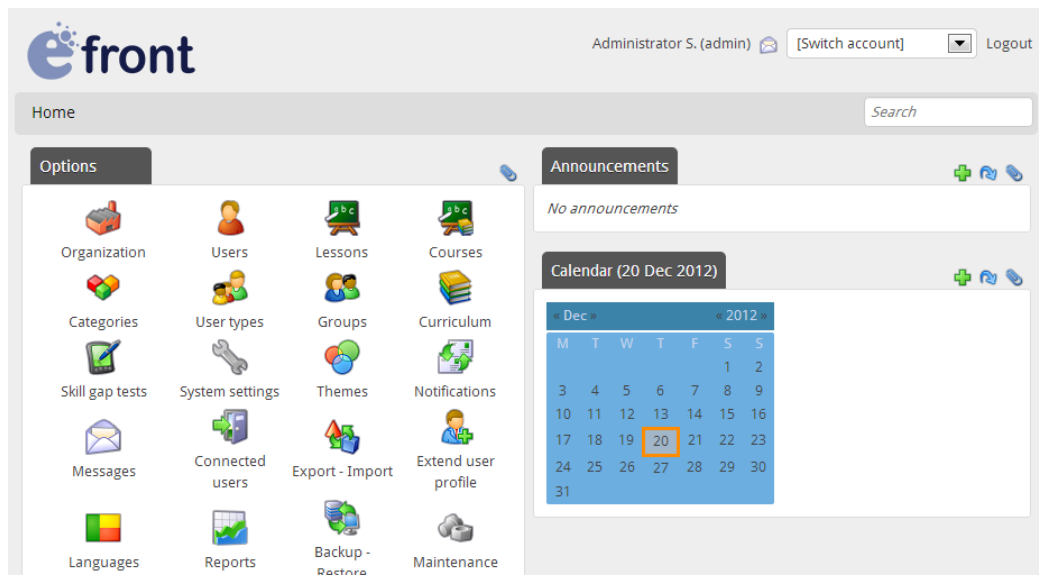 efront
Administrator S. (admin) [Switch account] Logout
Home Search
Options
Organization Users Lessons Courses
Categories User types Groups Curriculum
Skill gap tests System settings Themes Notifications
Messages Connected users Export - Import Extend user profile
Languages Reports Backup - Restore Maintenance
Announcements
No announcements
Calendar (20 Dec 2012)
« Dec » « 2012 »
M T W T F S S
1 2
3 4 5 6 7 8 9
10 11 12 13 14 15 16
17 18 19 20 21 22 23
24 25 26 27 28 29 30
31